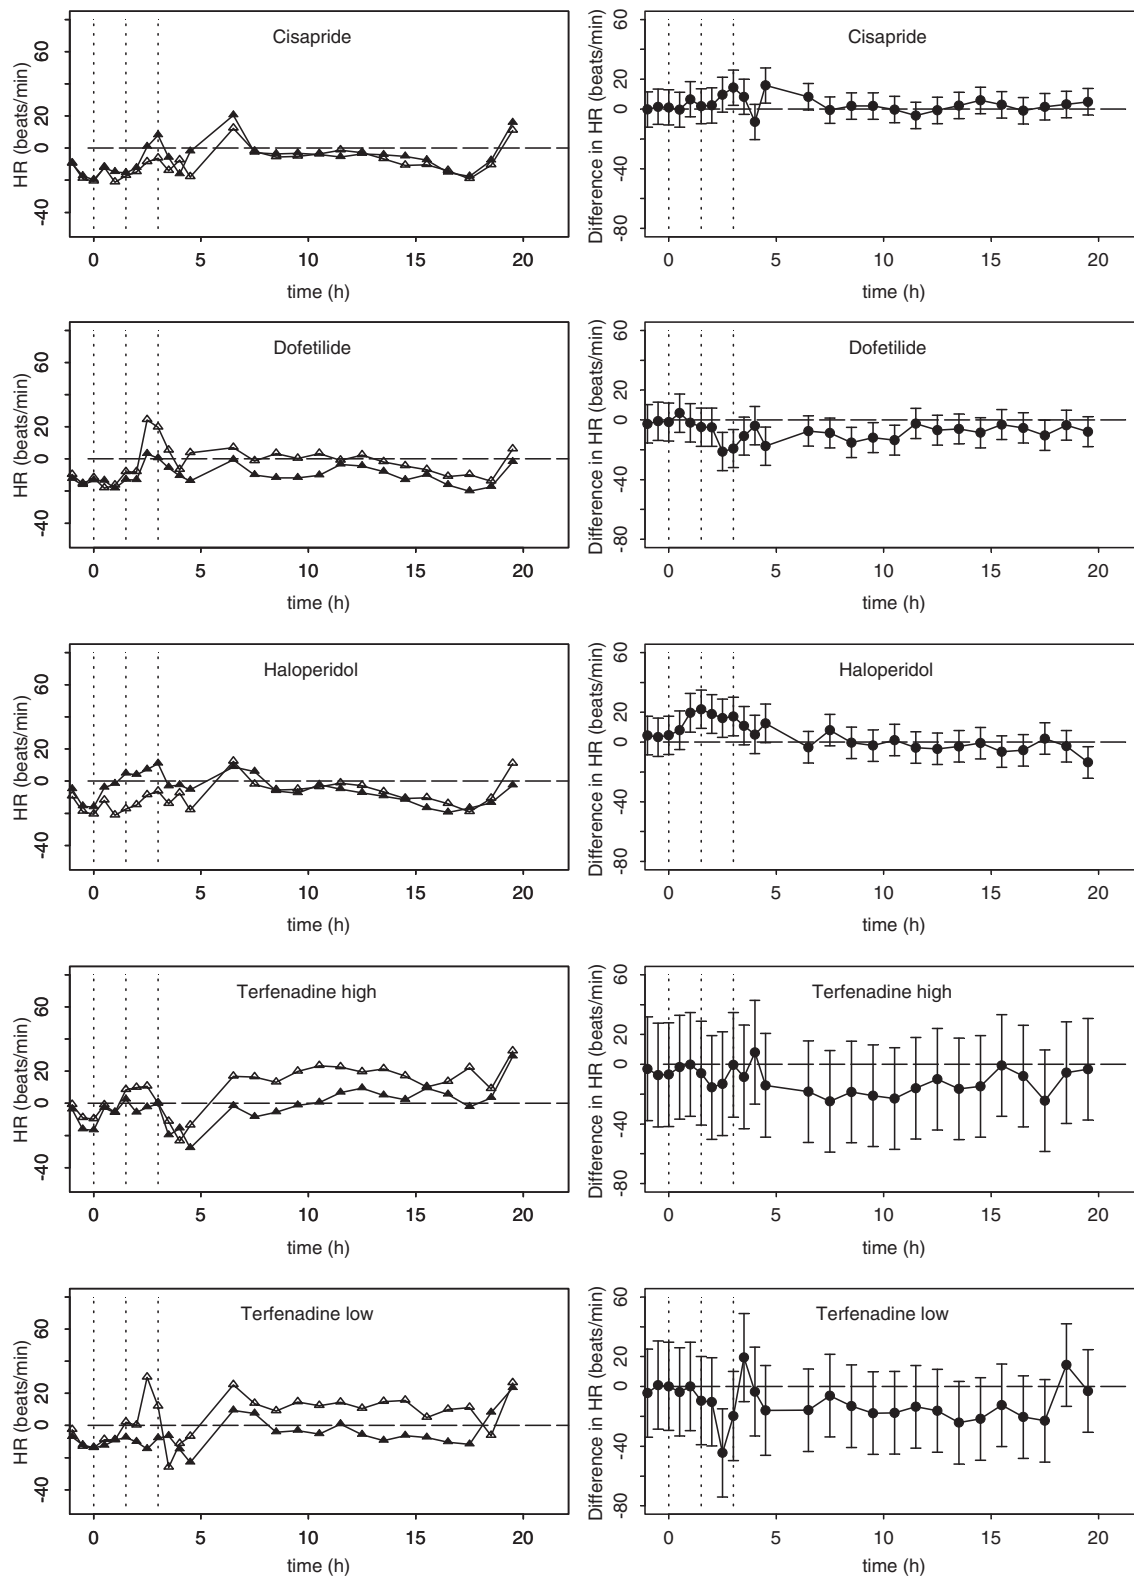 Cisapride
HR (beats/min)
60
20
0
-40
0 5 10 15 20
time (h)
Cisapride
Difference in HR (beats/min)
60
20
0
-40
-80
0 5 10 15 20
time (h)
Dofetilide
HR (beats/min)
60
20
0
-40
0 5 10 15 20
time (h)
Dofetilide
Difference in HR (beats/min)
60
20
0
-40
-80
0 5 10 15 20
time (h)
Haloperidol
HR (beats/min)
60
20
0
-40
0 5 10 15 20
time (h)
Haloperidol
Difference in HR (beats/min)
60
20
0
-40
-80
0 5 10 15 20
time (h)
Terfenadine high
HR (beats/min)
60
20
0
-40
0 5 10 15 20
time (h)
Terfenadine high
Difference in HR (beats/min)
60
20
0
-40
-80
0 5 10 15 20
time (h)
Terfenadine low
HR (beats/min)
60
20
0
-40
0 5 10 15 20
time (h)
Terfenadine low
Difference in HR (beats/min)
60
20
0
-40
-80
0 5 10 15 20
time (h)